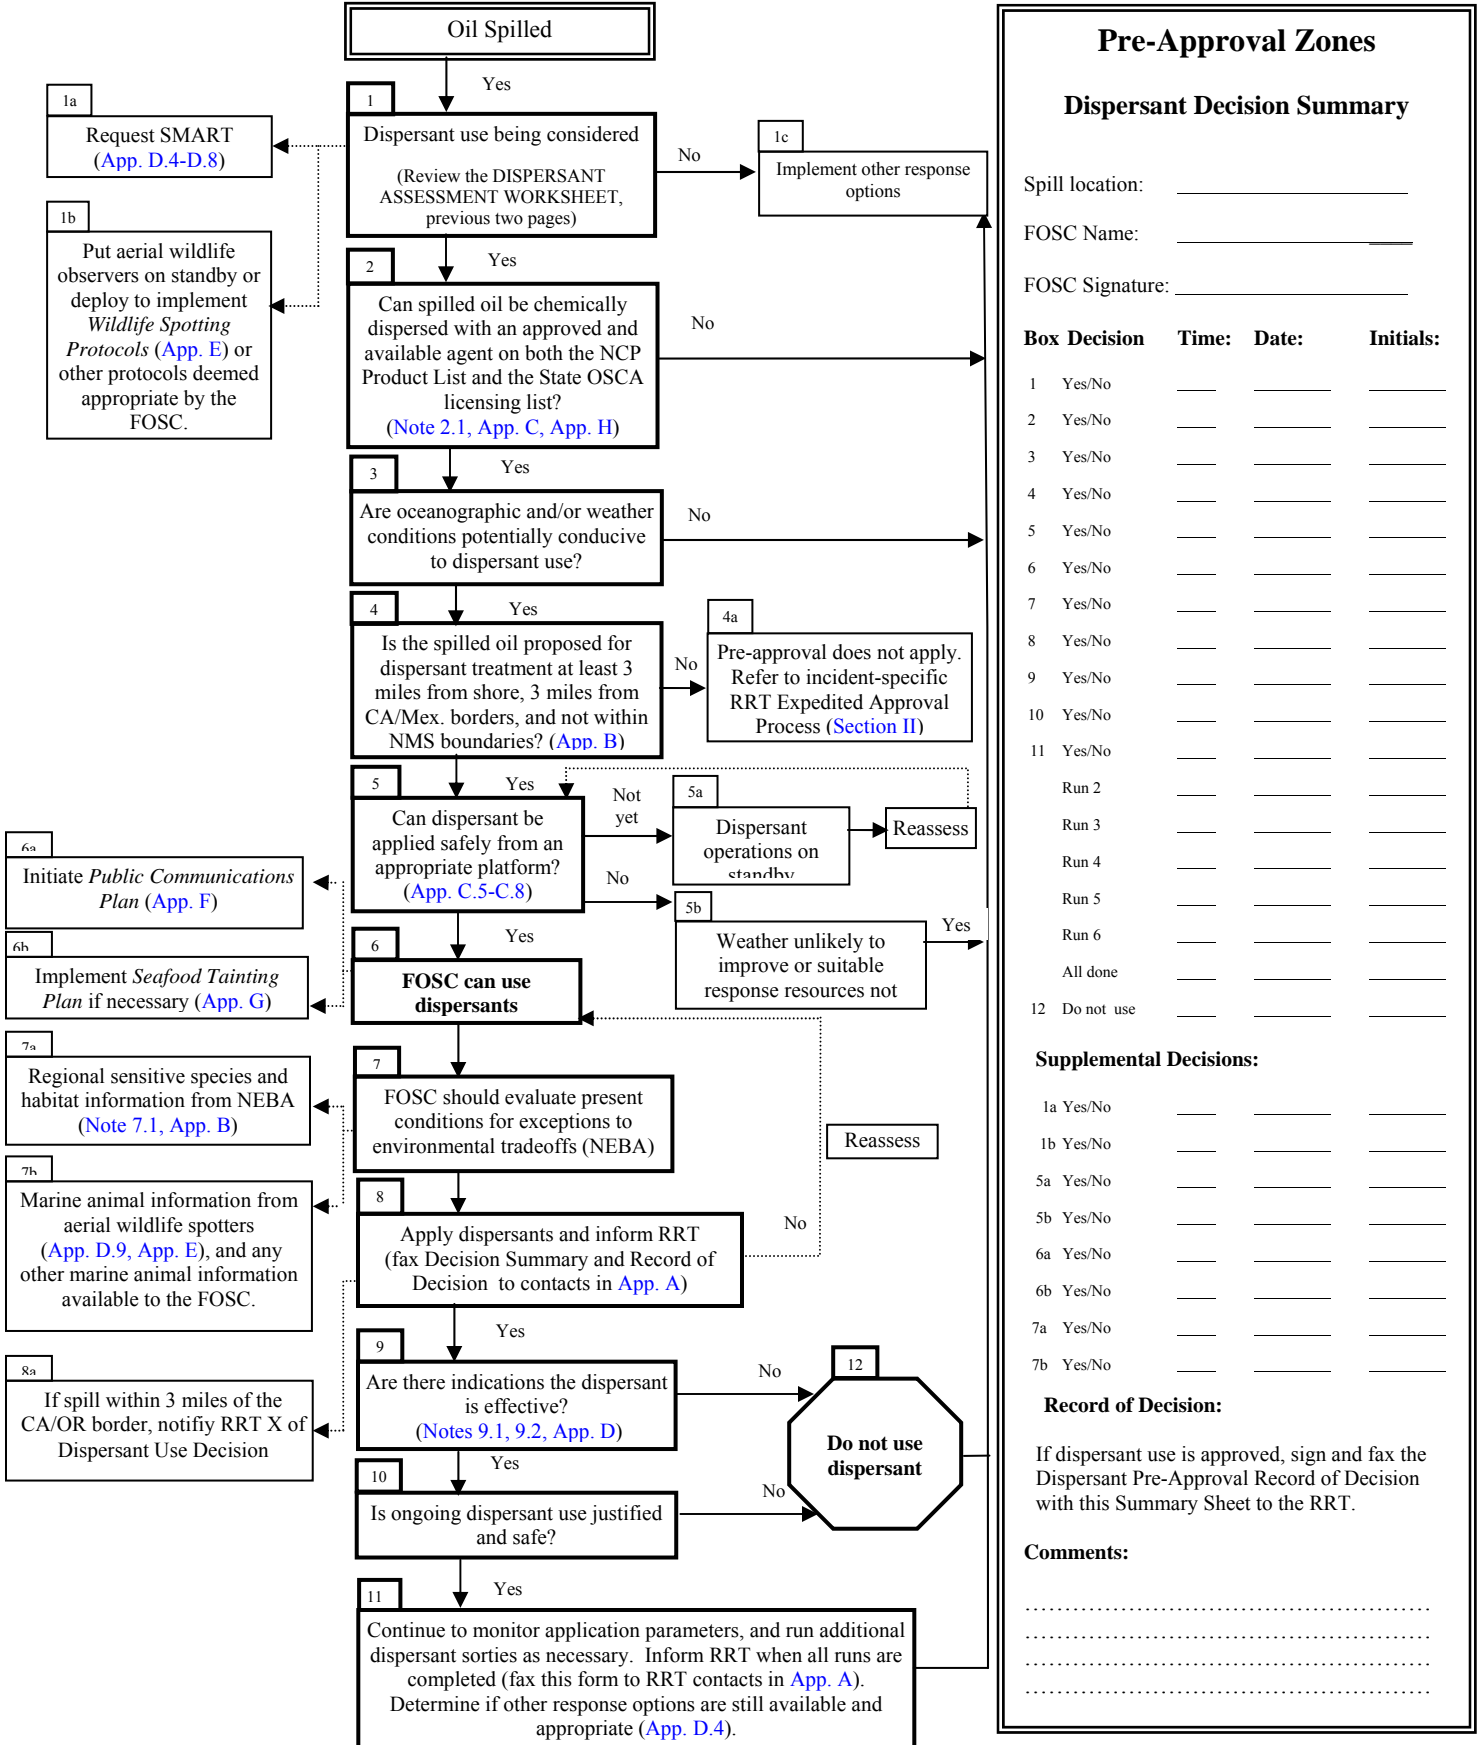 Oil Spilled
Yes
1a
Request SMART
(App. D.4-D.8)
1
Dispersant use being considered
(Review the DISPERSANT
ASSESSMENT WORKSHEET,
previous two pages)
No
1c
Implement other response
options
1b
Put aerial wildlife
observers on standby or
deploy to implement
Wildlife Spotting
Protocols (App. E) or
other protocols deemed
appropriate by the
FOSC.
Yes
2
Can spilled oil be chemically
dispersed with an approved and
available agent on both the NCP
Product List and the State OSCA
licensing list?
(Note 2.1, App. C, App. H)
No
Yes
3
Are oceanographic and/or weather
conditions potentially conducive
to dispersant use?
No
Yes
4
Is the spilled oil proposed for
dispersant treatment at least 3
miles from shore, 3 miles from
CA/Mex. borders, and not within
NMS boundaries? (App. B)
No
4a
Pre-approval does not apply.
Refer to incident-specific
RRT Expedited Approval
Process (Section II)
Yes
5
Can dispersant be
applied safely from an
appropriate platform?
(App. C.5-C.8)
Not
yet
5a
Dispersant
operations on
standby
Reassess
No
5b
Weather unlikely to
improve or suitable
response resources not
Yes
6a
Initiate Public Communications
Plan (App. F)
6b
Implement Seafood Tainting
Plan if necessary (App. G)
Yes
6
FOSC can use
dispersants
7a
Regional sensitive species and
habitat information from NEBA
(Note 7.1, App. B)
7
FOSC should evaluate present
conditions for exceptions to
environmental tradeoffs (NEBA)
Reassess
7b
Marine animal information from
aerial wildlife spotters
(App. D.9, App. E), and any
other marine animal information
available to the FOSC.
8
Apply dispersants and inform RRT
(fax Decision Summary and Record of
Decision to contacts in App. A)
No
8a
If spill within 3 miles of the
CA/OR border, notifiy RRT X of
Dispersant Use Decision
Yes
9
Are there indications the dispersant
is effective?
(Notes 9.1, 9.2, App. D)
No
12
Do not use
dispersant
Yes
10
Is ongoing dispersant use justified
and safe?
No
Yes
11
Continue to monitor application parameters, and run additional
dispersant sorties as necessary. Inform RRT when all runs are
completed (fax this form to RRT contacts in App. A).
Determine if other response options are still available and
appropriate (App. D.4).
Pre-Approval Zones
Dispersant Decision Summary
Spill location:
FOSC Name:
FOSC Signature:
Box Decision Time: Date: Initials:
1 Yes/No
2 Yes/No
3 Yes/No
4 Yes/No
5 Yes/No
6 Yes/No
7 Yes/No
8 Yes/No
9 Yes/No
10 Yes/No
11 Yes/No
Run 2
Run 3
Run 4
Run 5
Run 6
All done
12 Do not use
Supplemental Decisions:
1a Yes/No
1b Yes/No
5a Yes/No
5b Yes/No
6a Yes/No
6b Yes/No
7a Yes/No
7b Yes/No
Record of Decision:
If dispersant use is approved, sign and fax the
Dispersant Pre-Approval Record of Decision
with this Summary Sheet to the RRT.
Comments: